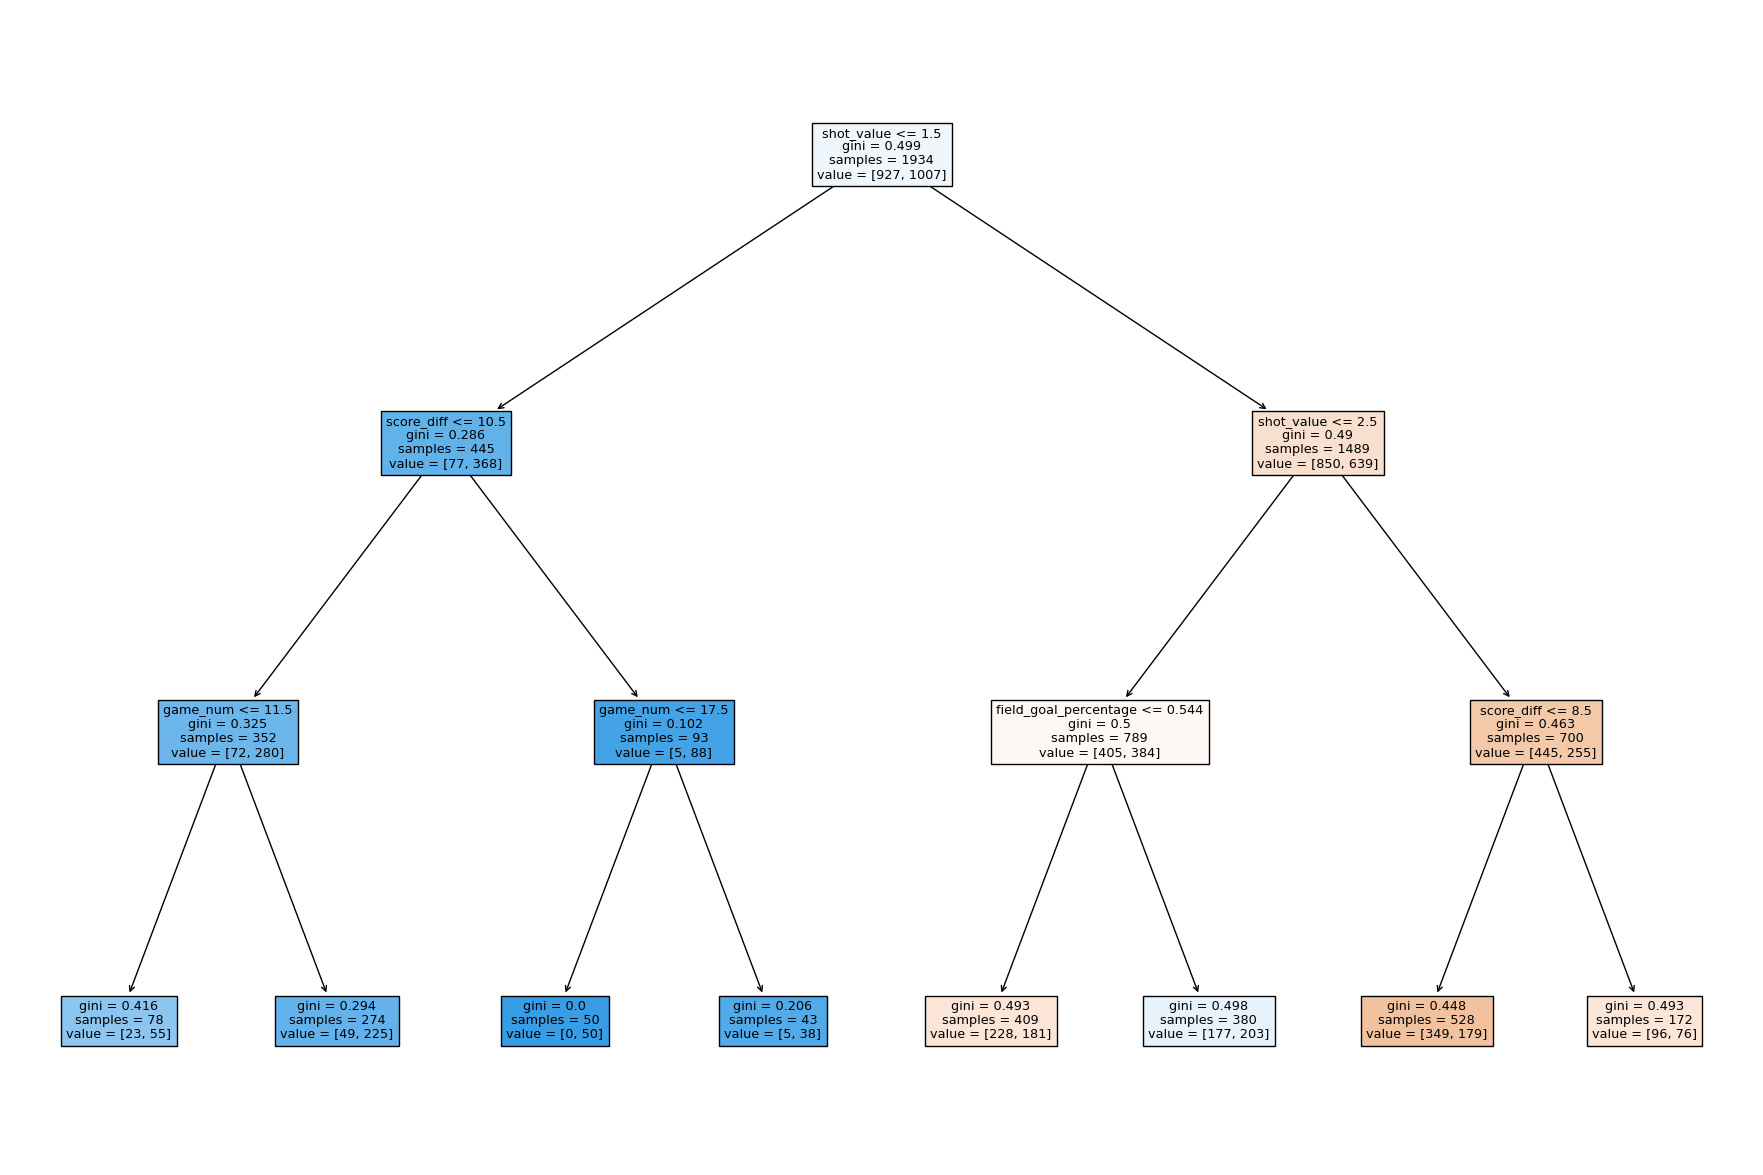 shot_value <= 1.5
gini = 0.499
samples = 1934
value = [927, 1007]
score_diff <= 10.5
gini = 0.286
samples = 445
value = [77, 368]
shot_value <= 2.5
gini = 0.49
samples = 1489
value = [850, 639]
game_num <= 11.5
gini = 0.325
samples = 352
value = [72, 280]
game_num <= 17.5
gini = 0.102
samples = 93
value = [5, 88]
field_goal_percentage <= 0.544
gini = 0.5
samples = 789
value = [405, 384]
score_diff <= 8.5
gini = 0.463
samples = 700
value = [445, 255]
gini = 0.416
samples = 78
value = [23, 55]
gini = 0.294
samples = 274
value = [49, 225]
gini = 0.0
samples = 50
value = [0, 50]
gini = 0.206
samples = 43
value = [5, 38]
gini = 0.493
samples = 409
value = [228, 181]
gini = 0.498
samples = 380
value = [177, 203]
gini = 0.448
samples = 528
value = [349, 179]
gini = 0.493
samples = 172
value = [96, 76]